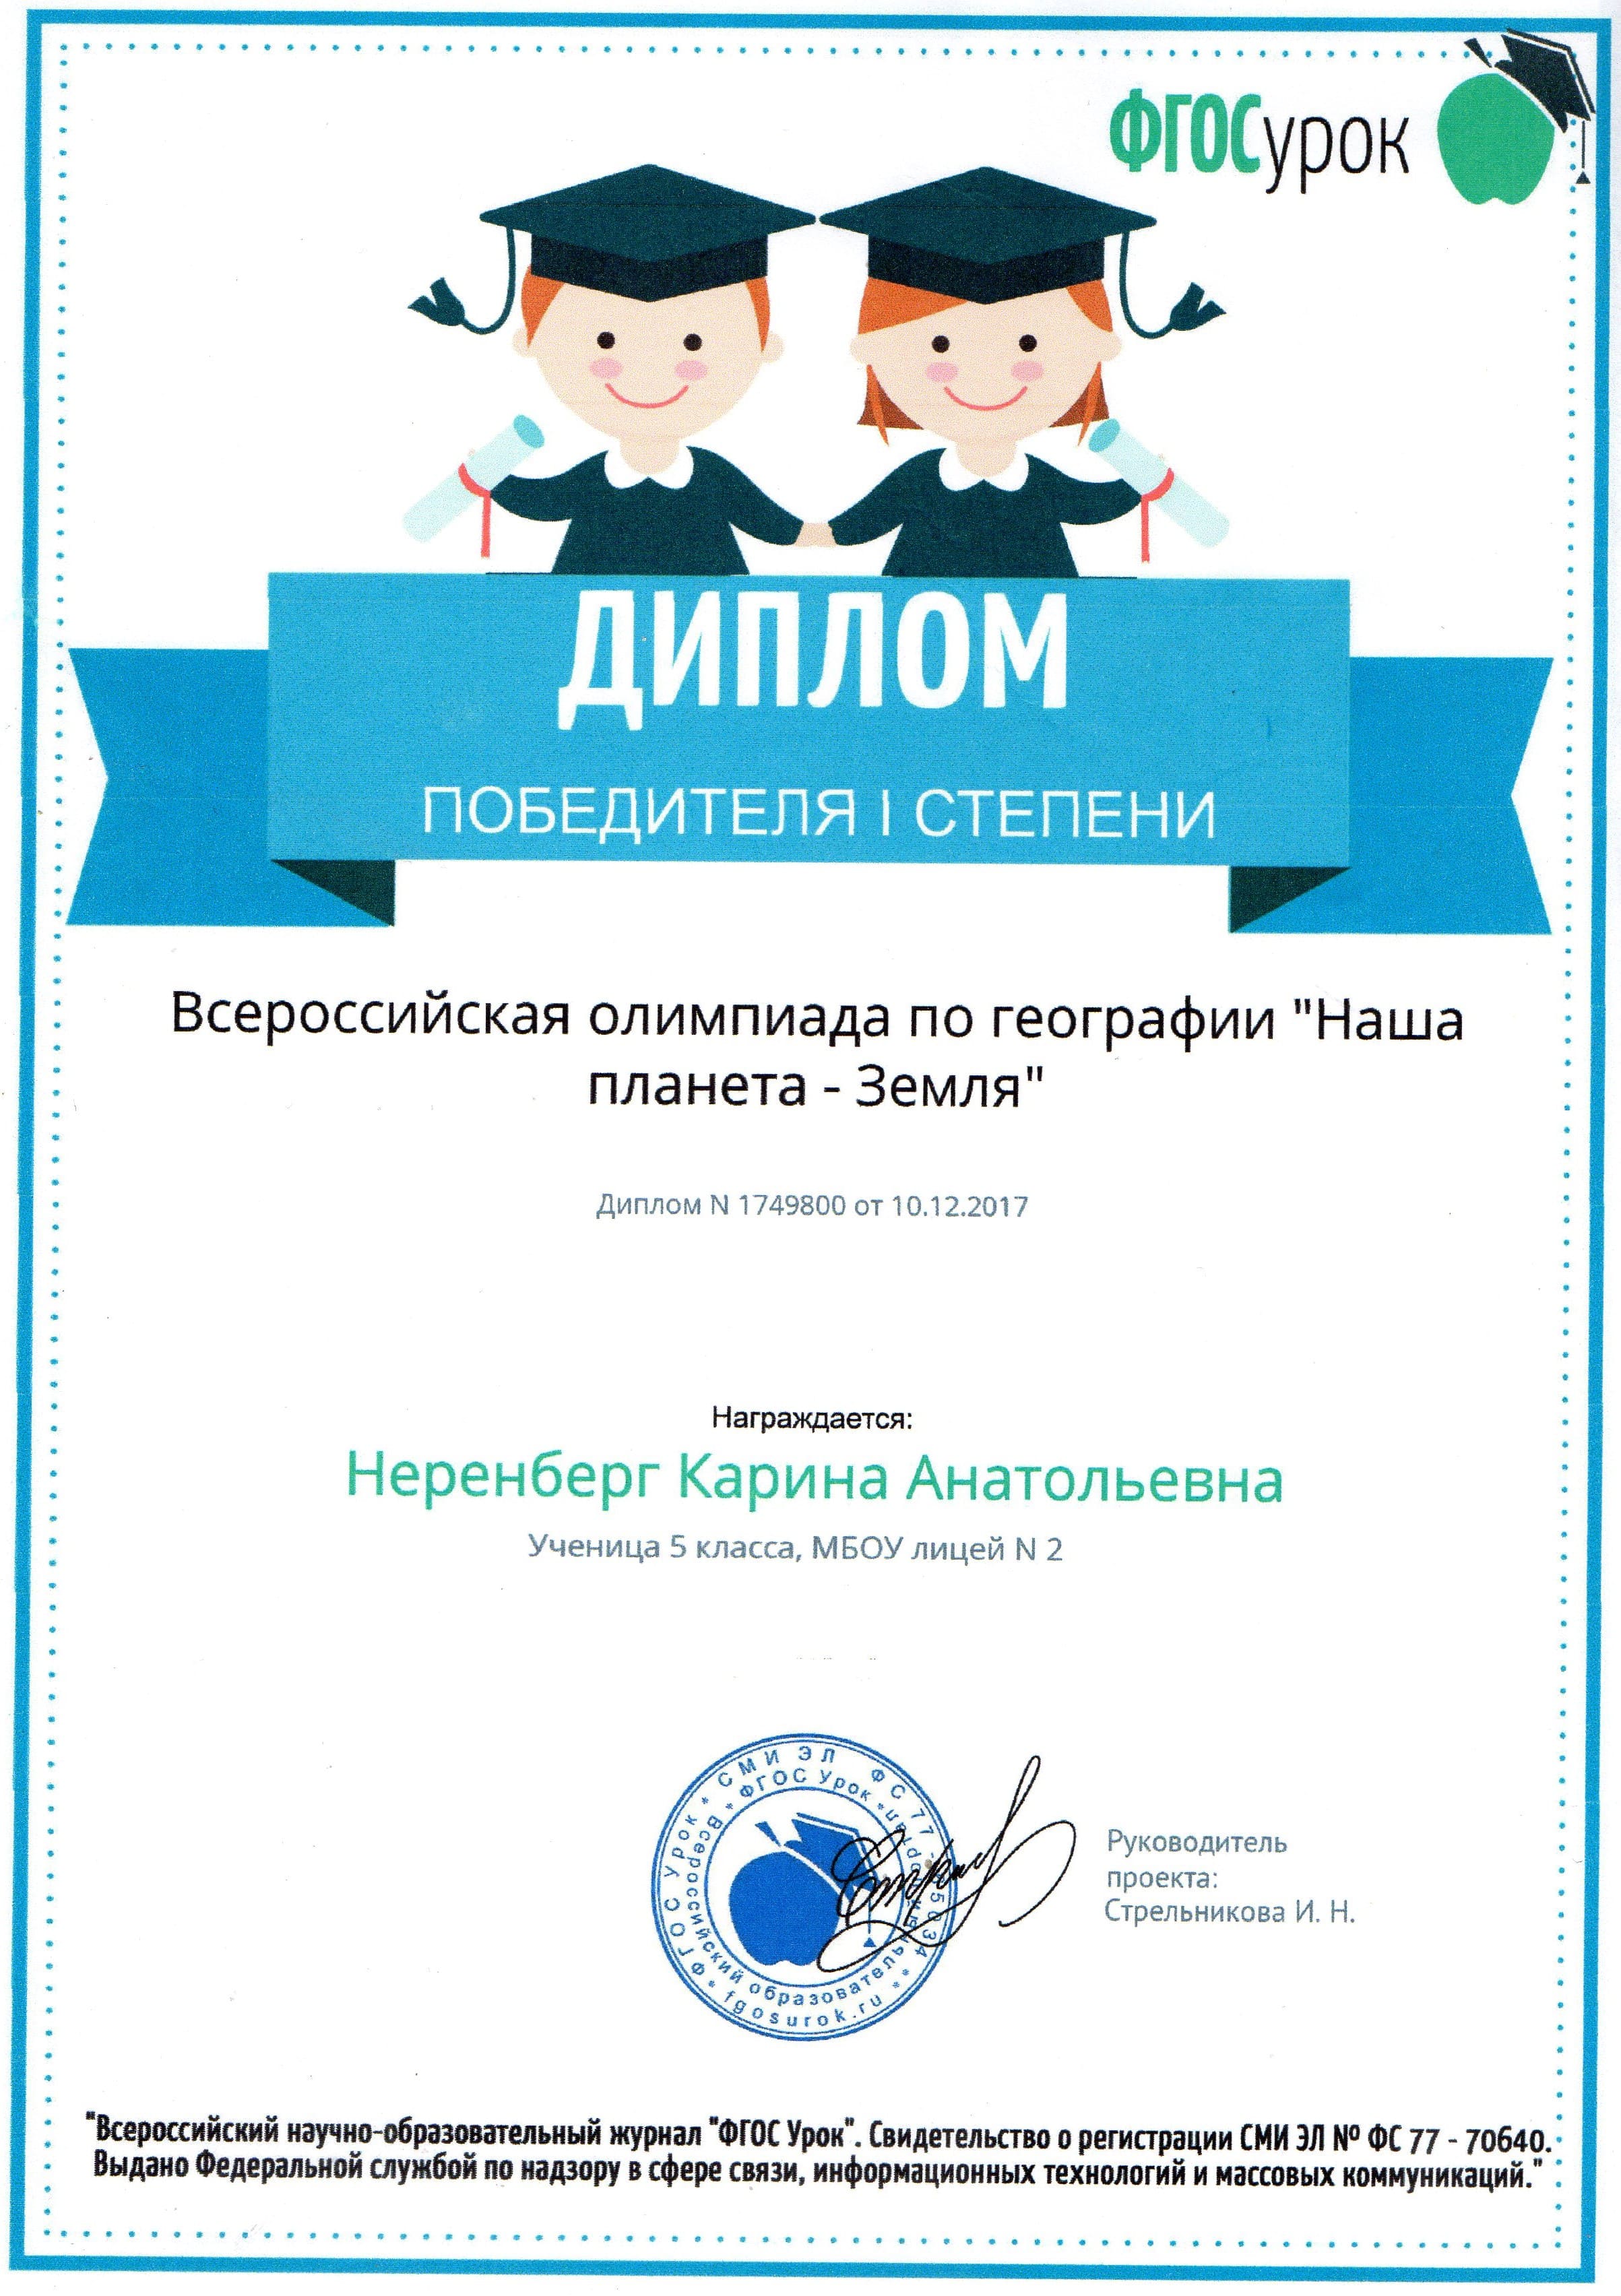 ФГОСурок
ДИПЛОМ
ПОБЕДИТЕЛЯ I СТЕПЕНИ
Всероссийская олимпиада по географии "Наша
планета - Земля"
Диплом N 1749800 от 10.12.2017
Награждается:
Неренберг Карина Анатольевна
Ученица 5 класса, МБОУ лицей N 2
* ФГОС Урок * СМИ ЭЛ ФС 77 -
* fgosurok.ru *
Всероссийский образовательный
* ФГОС Урок *
Руководитель
проекта:
Стрельникова И. Н.
"Всероссийский научно-образовательный журнал "ФГОС Урок". Свидетельство о регистрации СМИ ЭЛ № ФС 77 - 70640.
Выдано Федеральной службой по надзору в сфере связи, информационных технологий и массовых коммуникаций."